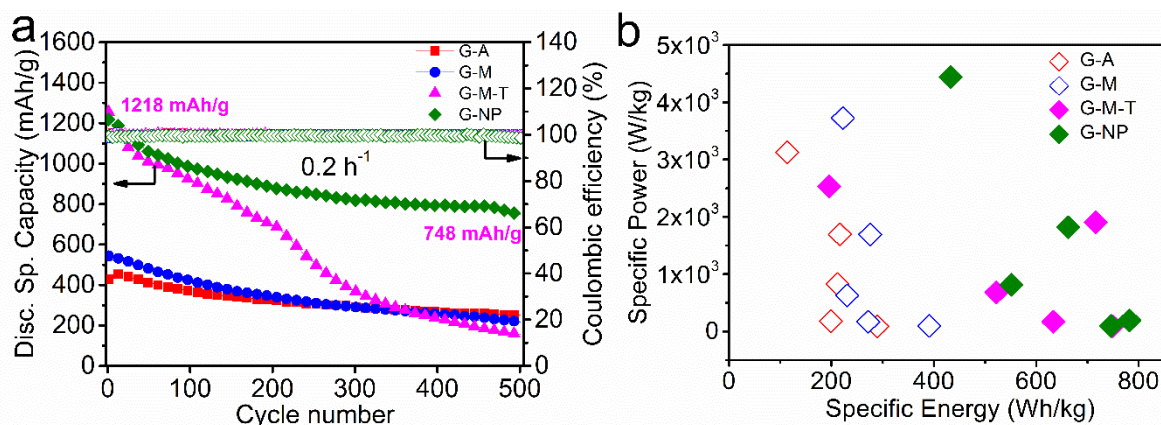 a
1600
1400
1200
1000
800
600
400
200
0
Disc. Sp. Capacity (mAh/g)
0 100 200 300 400 500
Cycle number
140
120
100
80
60
40
20
0
Coulombic efficiency (%)
G-A
G-M
G-M-T
G-NP
1218 mAh/g
0.2 h⁻¹
748 mAh/g
b
5x10³
4x10³
3x10³
2x10³
1x10³
0
Specific Power (W/kg)
0 200 400 600 800
Specific Energy (Wh/kg)
G-A
G-M
G-M-T
G-NP